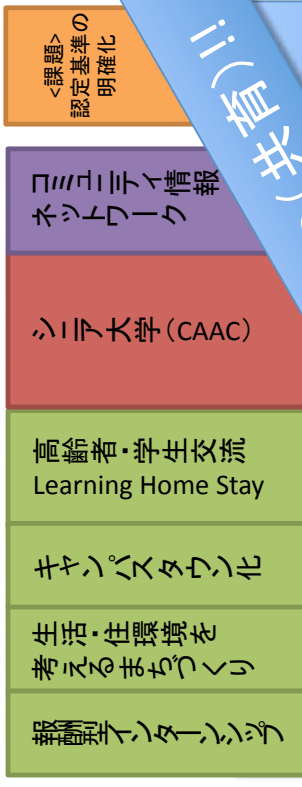 <課題>
認定基準の
明確化
コミュニティ情報
ネットワーク
シニア大学(CAAC)
高齢者・学生交流
Learning Home Stay
キャンパスタウン化
生活・住環境を
考えるまちづくり
報酬型インターンシップ
共育)!!